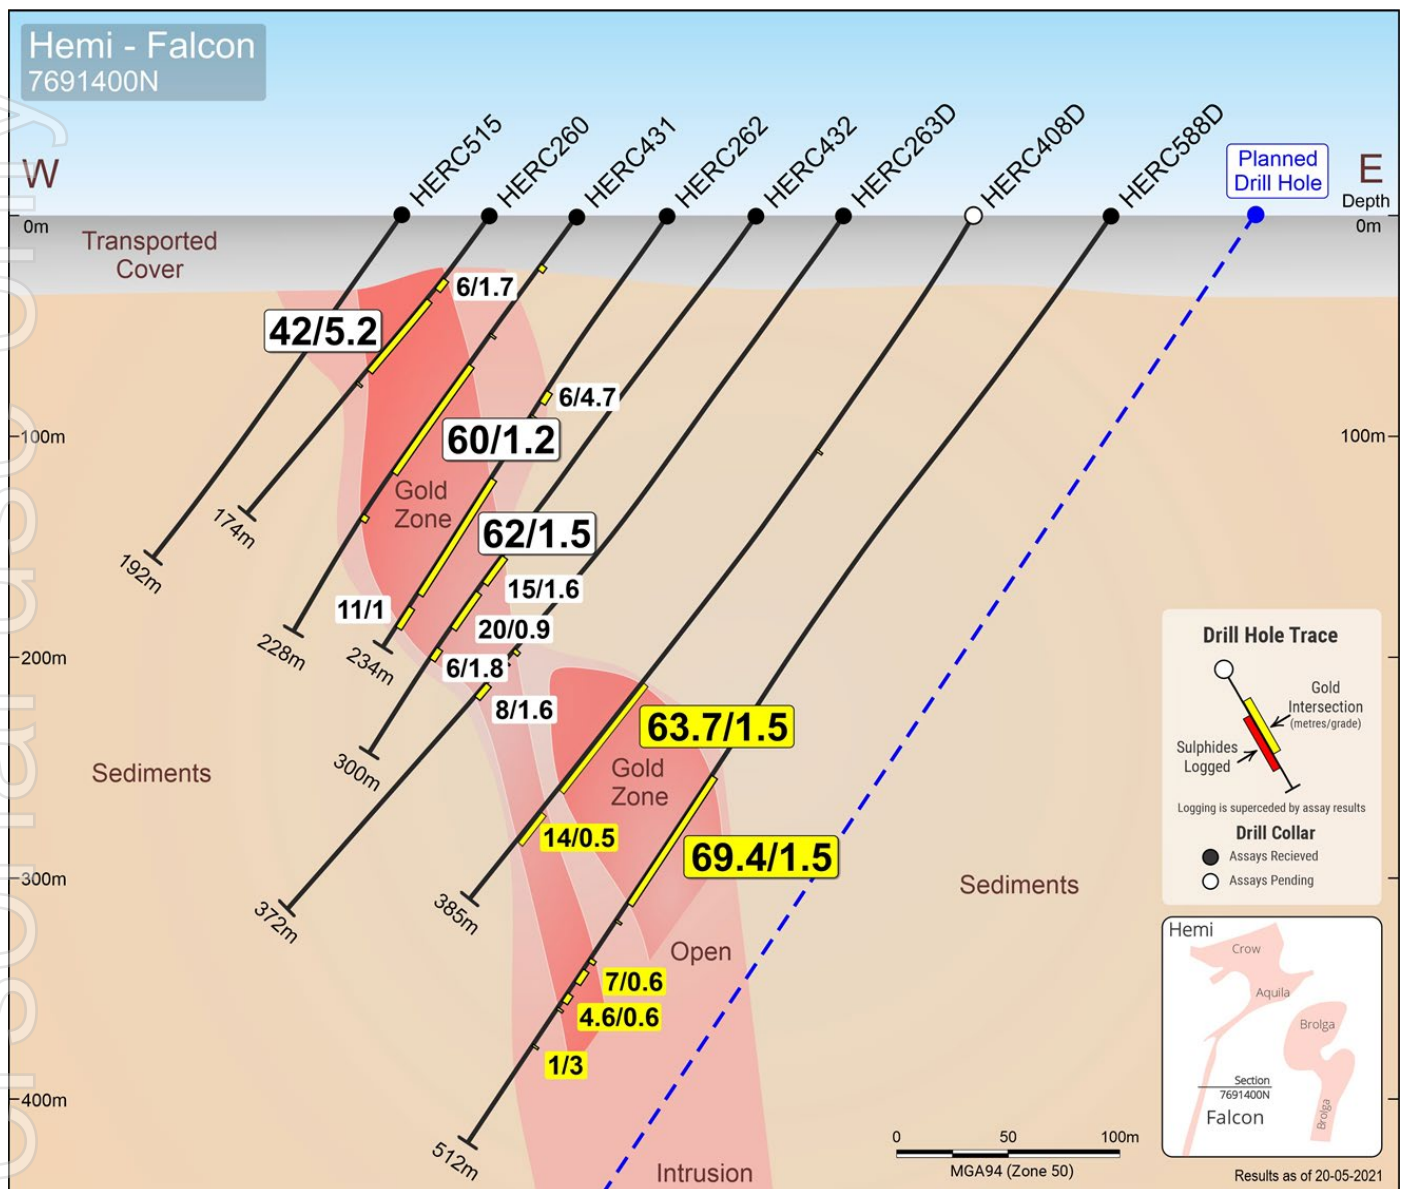 Hemi - Falcon
7691400N
W
E
HERC515
HERC260
HERC431
HERC262
HERC432
HERC263D
HERC408D
HERC588D
Planned
Drill Hole
Depth
0m
0m
Transported
Cover
6/1.7
42/5.2
6/4.7
100m
100m
60/1.2
Gold
Zone
174m
62/1.5
192m
15/1.6
11/1
20/0.9
228m
234m
200m
6/1.8
8/1.6
63.7/1.5
300m
Sediments
Gold
Zone
14/0.5
69.4/1.5
300m
Sediments
372m
385m
Open
7/0.6
4.6/0.6
1/3
400m
512m
Intrusion
0 50 100m
MGA94 (Zone 50)
Drill Hole Trace
Gold
Intersection
(metres/grade)
Sulphides
Logged
Logging is superceded by assay results
Drill Collar
Assays Recieved
Assays Pending
Hemi
Crow
Aquila
Brolga
Section
7691400N
Falcon
Brolga
Results as of 20-05-2021